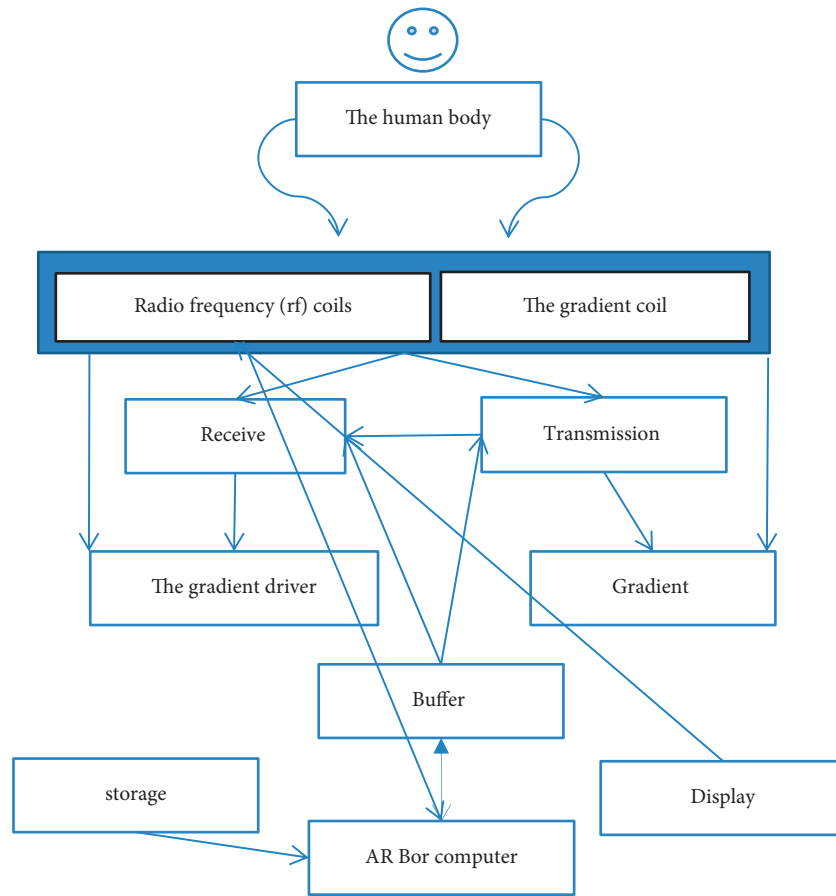 The human body
Radio frequency (rf) coils
The gradient coil
Receive
Transmission
The gradient driver
Gradient
Buffer
storage
Display
AR Bor computer